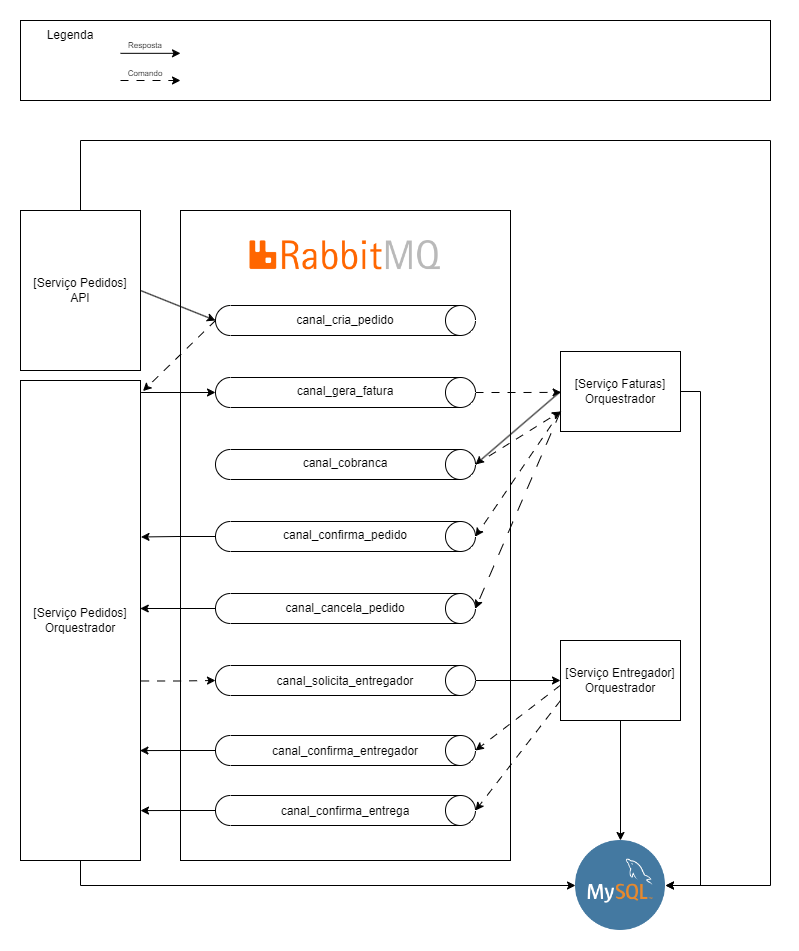 Legenda
Resposta
Comando
RabbitMQ
[Serviço Pedidos]
API
canal_cria_pedido
canal_gera_fatura
[Serviço Faturas]
Orquestrador
canal_cobranca
canal_confirma_pedido
[Serviço Pedidos]
Orquestrador
canal_cancela_pedido
canal_solicita_entregador
[Serviço Entregador]
Orquestrador
canal_confirma_entregador
canal_confirma_entrega
MySQL